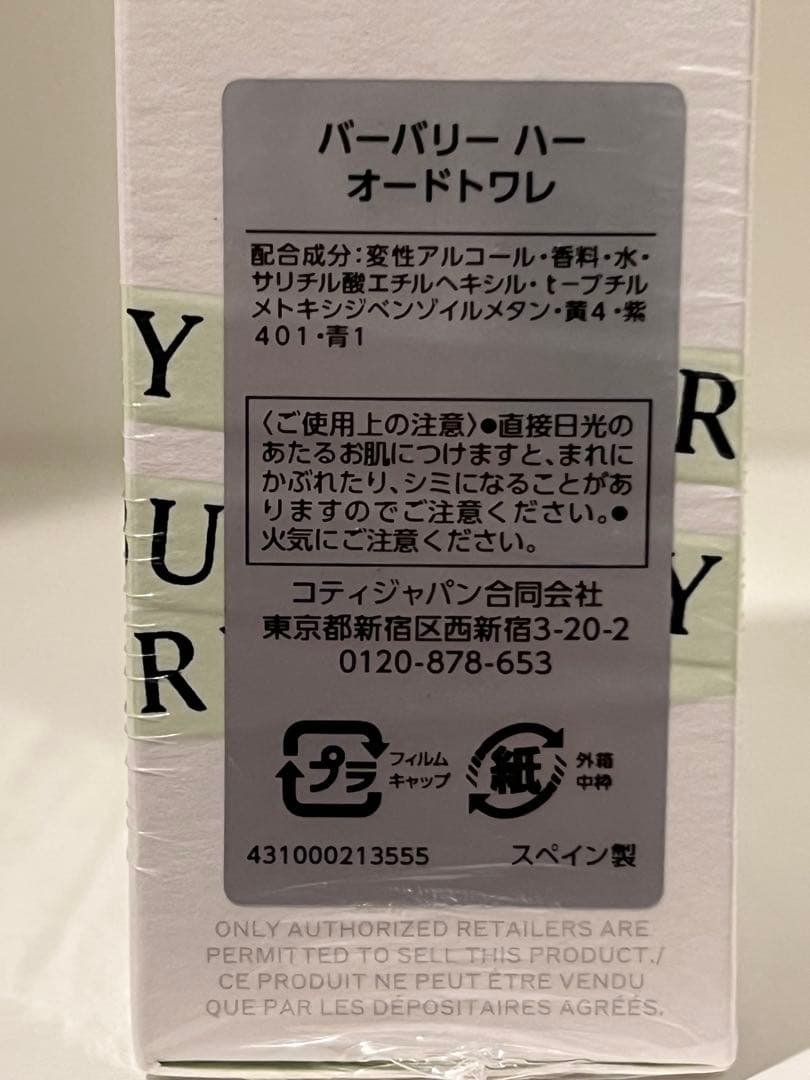 バーバリー ハー
オードトワレ
配合成分：変性アルコール・香料・水・
サリチル酸エチルヘキシル・t－ブチル
メトキシジベンゾイルメタン・黄4・紫
401・青1
Y
R
〈ご使用上の注意〉●直接日光の
あたるお肌につけますと、まれに
かぶれたり、シミになることがあ
りますのでご注意ください。●
火気にご注意ください。
U
Y
R
コティジャパン合同会社
東京都新宿区西新宿3-20-2
0120-878-653
プラ
フィルム
キャップ
紙
外箱
中枠
431000213555 スペイン製
ONLY AUTHORIZED RETAILERS ARE
PERMITTED TO SELL THIS PRODUCT./
CE PRODUIT NE PEUT ÊTRE VENDU
QUE PAR LES DÉPOSITAIRES AGRÉÉS.